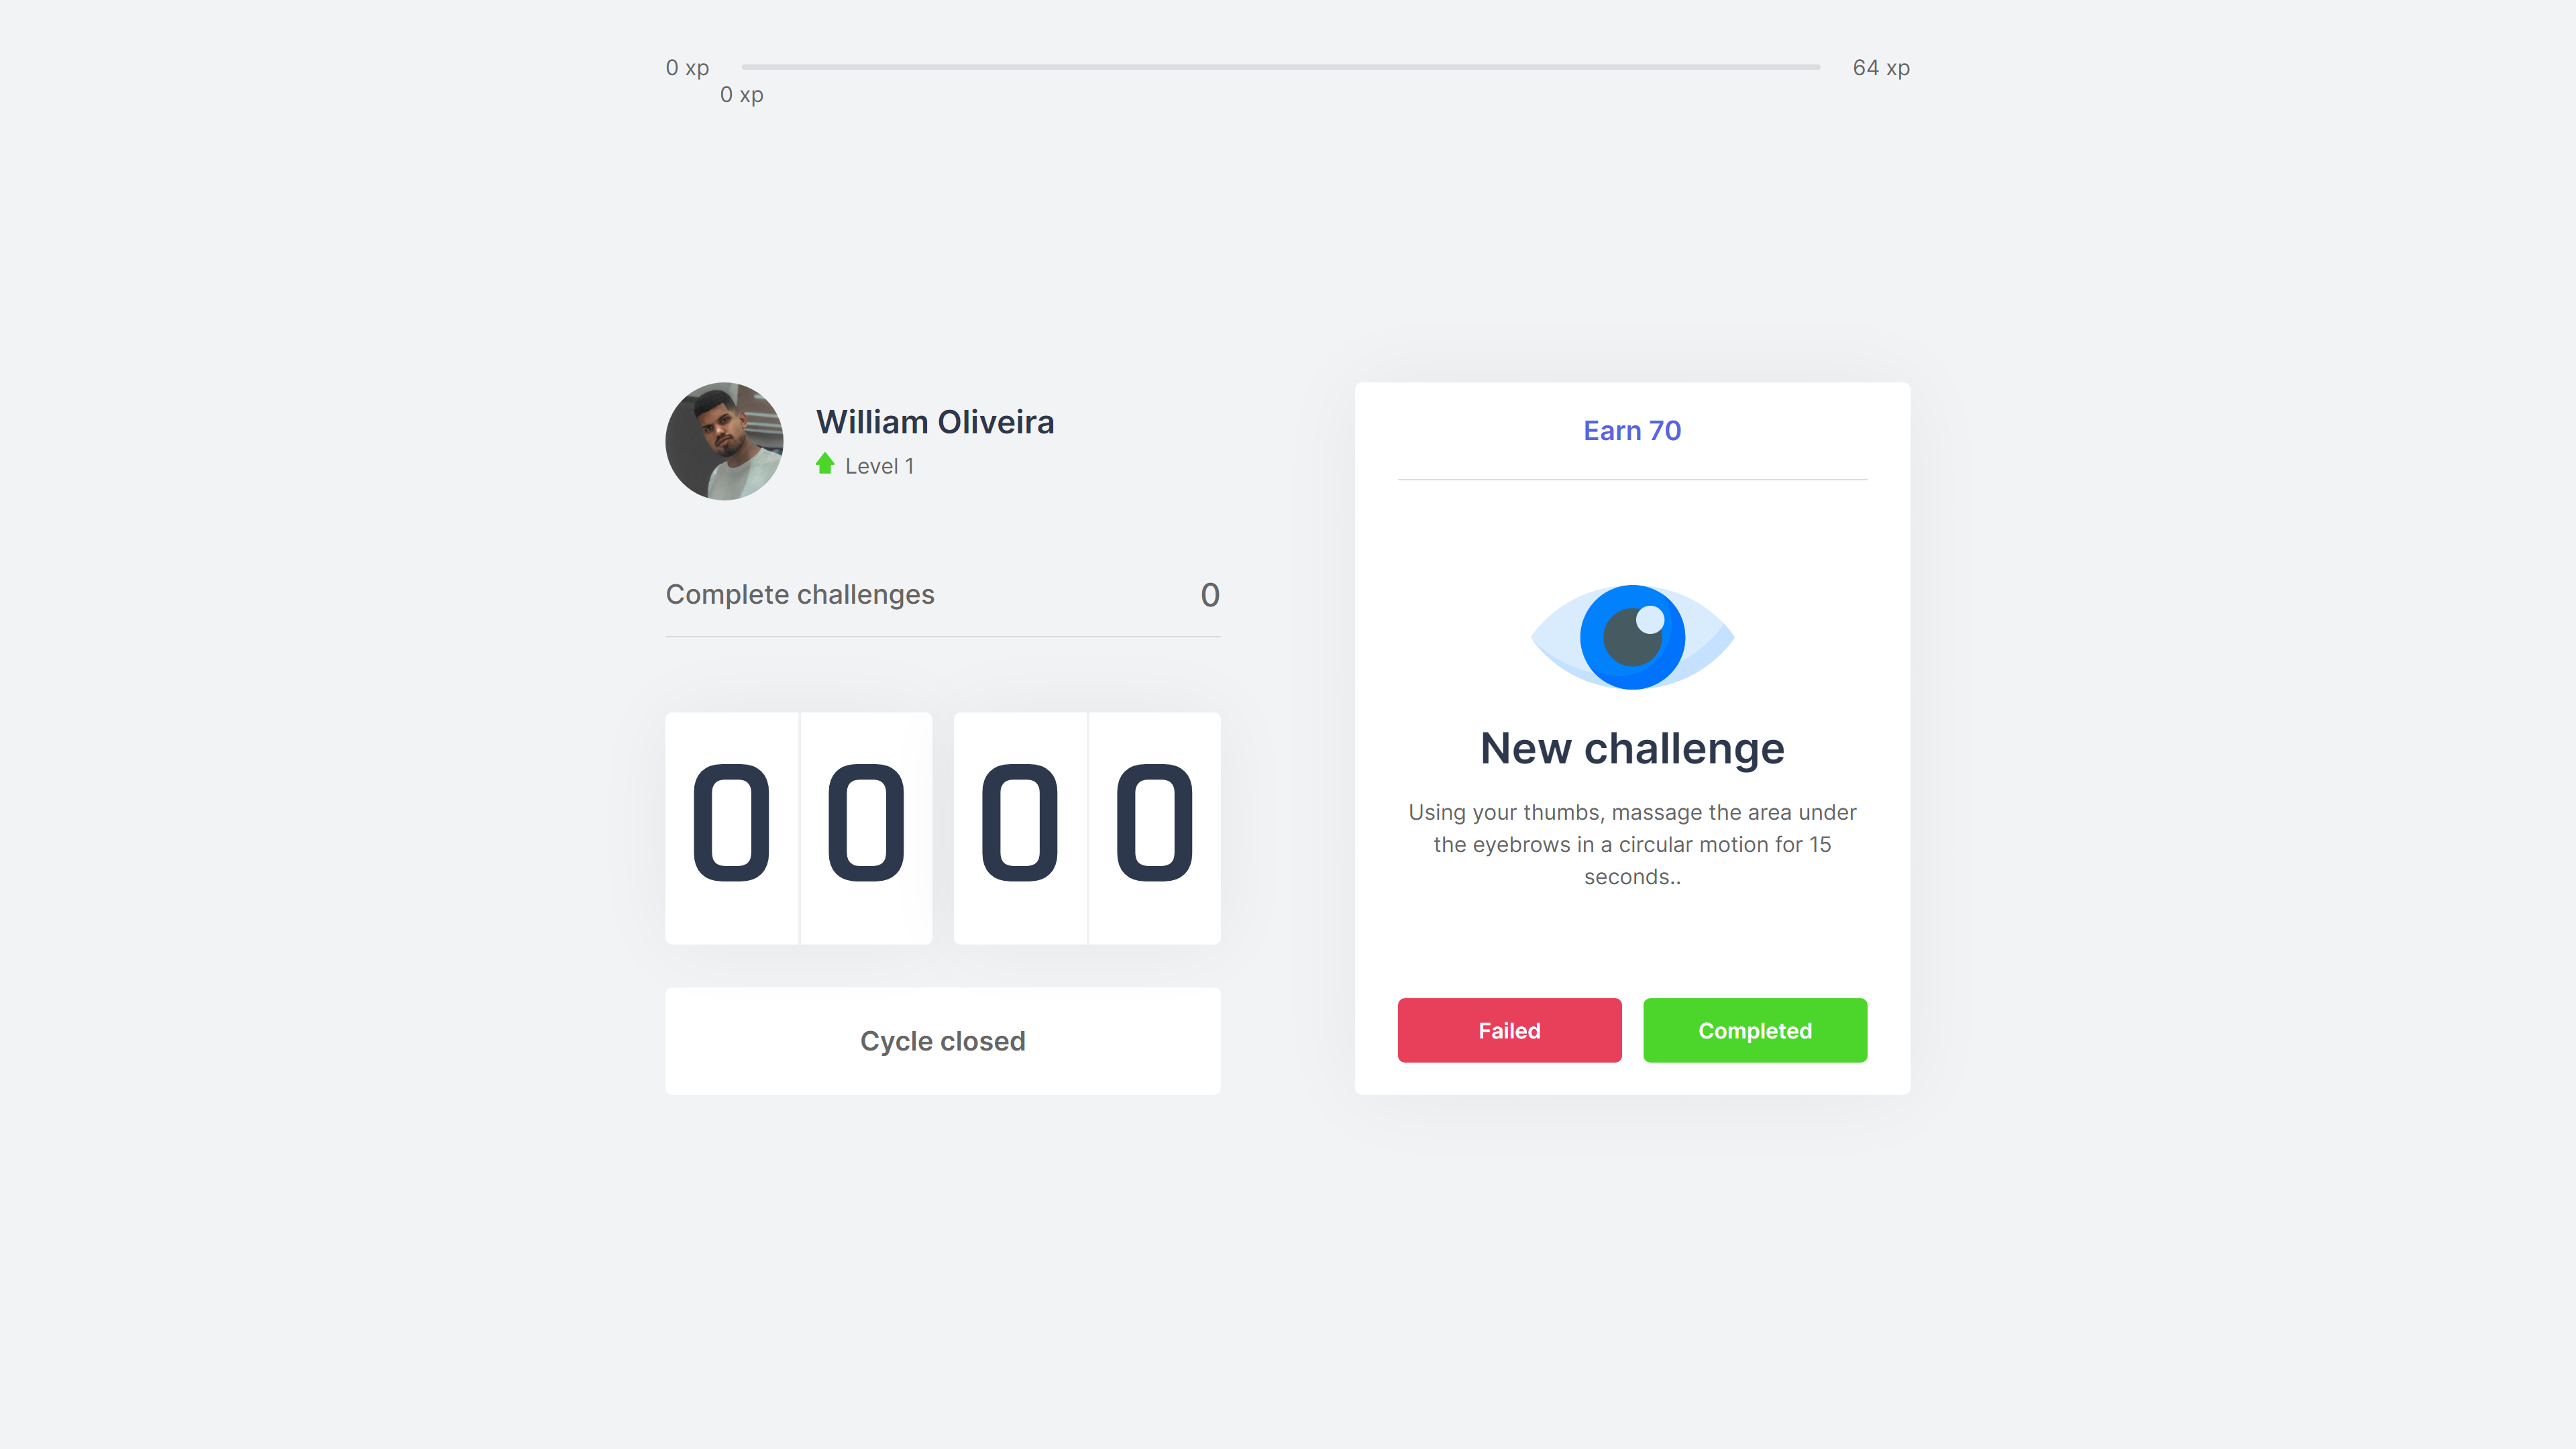 0 xp
64 xp
0 xp
William Oliveira
Level 1
Complete challenges
0
0 0 0 0
Cycle closed
Earn 70
New challenge
Using your thumbs, massage the area under
the eyebrows in a circular motion for 15
seconds..
Failed
Completed